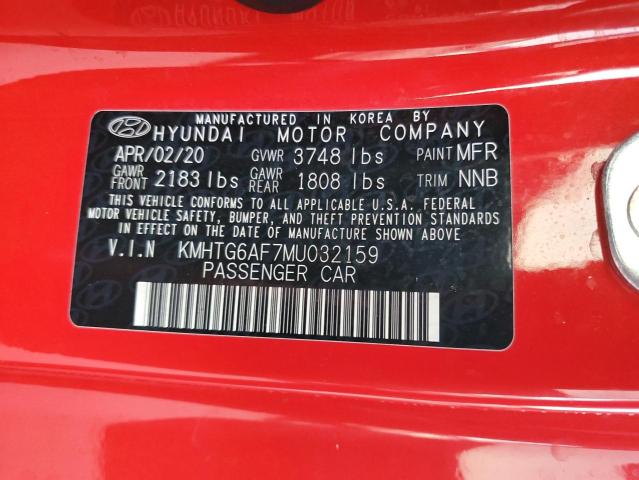 MANUFACTURED IN KOREA BY
HYUNDAI MOTOR COMPANY
APR/02/20 GVWR 3748 lbs PAINT MFR
GAWR FRONT 2183 lbs GAWR REAR 1808 lbs TRIM NNB
THIS VEHICLE CONFORMS TO ALL APPLICABLE U.S.A. FEDERAL
MOTOR VEHICLE SAFETY, BUMPER, AND THEFT PREVENTION STANDARDS
IN EFFECT ON THE DATE OF MANUFACTURE SHOWN ABOVE
V.I.N KMHTG6AF7MU032159
PASSENGER CAR